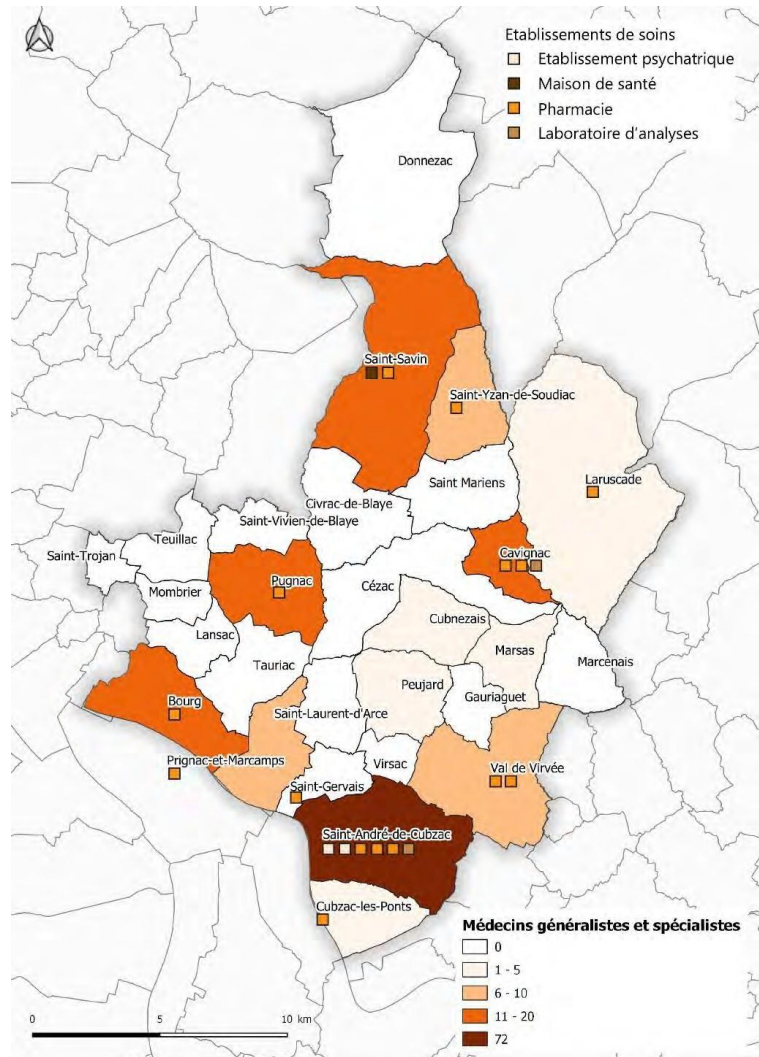 Etablissements de soins
Etablissement psychatrique
Maison de santé
Pharmacie
Laboratoire d'analyses
Donnezac
Saint-Savin
Saint-Yzan-de-Soudiac
Laruscade
Saint Mariens
Civrac-de-Blaye
Saint-Vivien-de-Blaye
Teuillac
Saint-Trojan
Cavignac
Pugnac
Mombrier
Cézac
Cubnezais
Lansac
Marsas
Tauriac
Marcenais
Peujard
Gauriaguet
Bourg
Saint-Laurent-d'Arce
Prignac-et-Marcamps
Virsac
Val de Virvée
Saint-Gervais
Saint-André-de-Cubzac
Cubzac-les-Ponts
Médecins généralistes et spécialistes
0
1 - 5
6 - 10
11 - 20
72
0 5 10 km